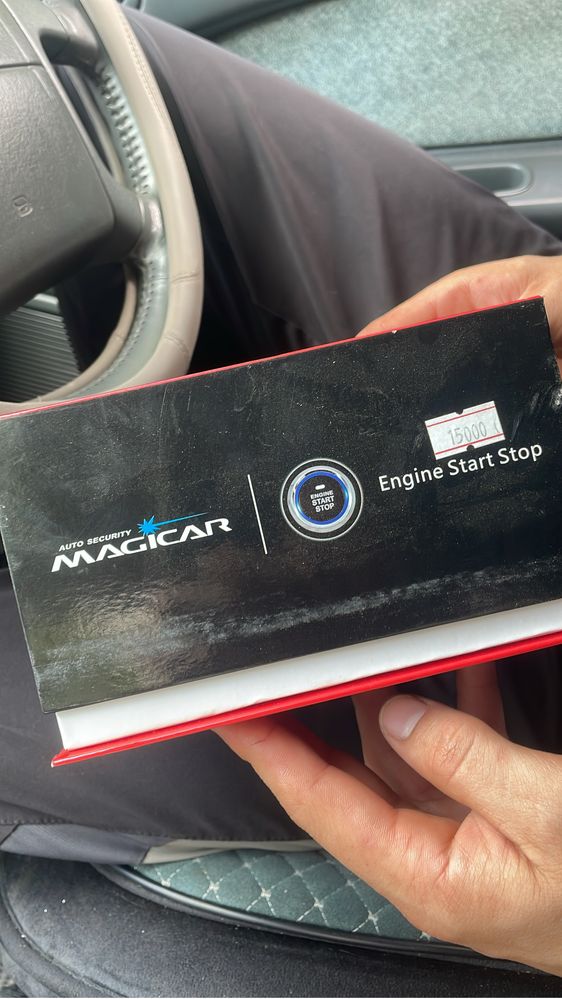 15000
Engine Start Stop
ENGINE
START
STOP
AUTO SECURITY
MAGICAR